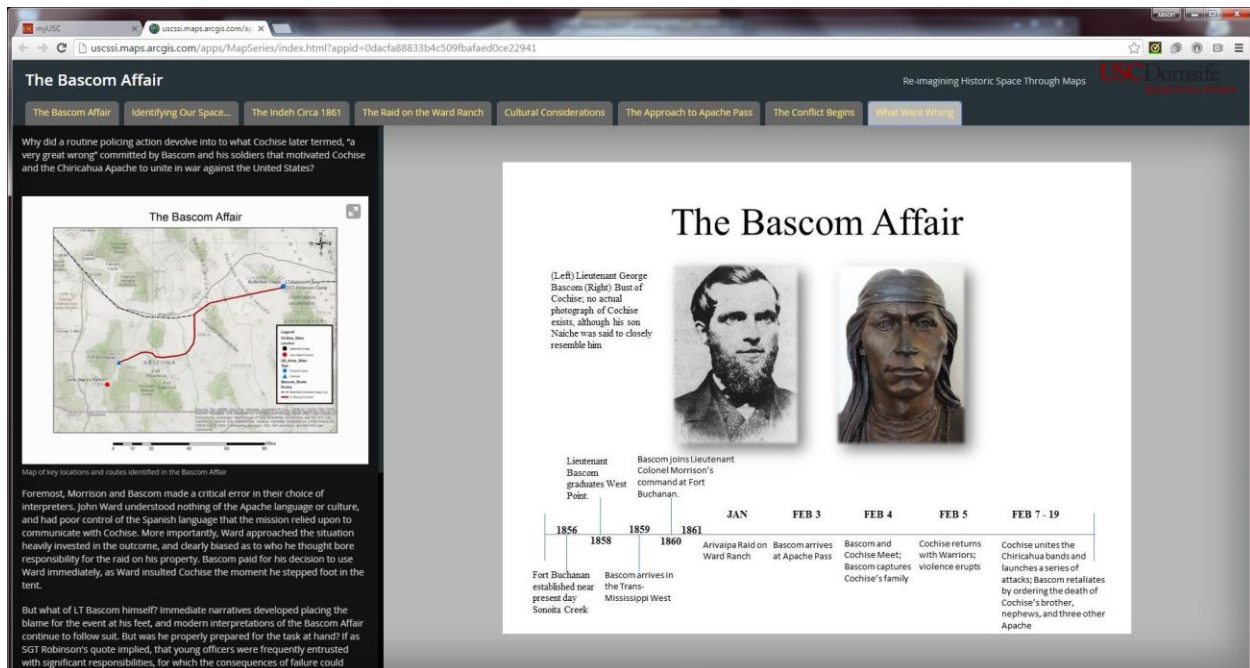 myUSC
uscssi.maps.arcgis.com/ap
Jason
uscssi.maps.arcgis.com/apps/MapSeries/index.html?appid=0dacfa88833b4c509fbafaed0ce22941
The Bascom Affair
Re-imagining Historic Space Through Maps
USC Dornsife
The Bascom Affair
Identifying Our Space...
The Indeh Circa 1861
The Raid on the Ward Ranch
Cultural Considerations
The Approach to Apache Pass
The Conflict Begins
What Went Wrong
Why did a routine policing action devolve into to what Cochise later termed, "a
very great wrong" committed by Bascom and his soldiers that motivated Cochise
and the Chiricahua Apache to unite in war against the United States?
The Bascom Affair
ARIZONA
Legend
Map of key locations and routes identified in the Bascom Affair
Foremost, Morrison and Bascom made a critical error in their choice of
interpreters. John Ward understood nothing of the Apache language or culture,
and had poor control of the Spanish language that the mission relied upon to
communicate with Cochise. More importantly, Ward approached the situation
heavily invested in the outcome, and clearly biased as to who he thought bore
responsibility for the raid on his property. Bascom paid for his decision to use
Ward immediately, as Ward insulted Cochise the moment he stepped foot in the
tent.
But what of LT Bascom himself? Immediate narratives developed placing the
blame for the event at his feet, and modern interpretations of the Bascom Affair
continue to follow suit. But was he properly prepared for the task at hand? If as
SGT Robinson's quote implied, that young officers were frequently entrusted
with significant responsibilities, for which the consequences of failure could
The Bascom Affair
(Left) Lieutenant George
Bascom (Right) Bust of
Cochise; no actual
photograph of Cochise
exists, although his son
Naiche was said to closely
resemble him
Lieutenant
Bascom
graduates West
Point.
Bascom joins Lieutenant
Colonel Morrison's
command at Fort
Buchanan.
JAN
FEB 3
FEB 4
FEB 5
FEB 7 - 19
1856
1858
1859
1860
1861
Fort Buchanan
established near
present day
Sonoita Creek
Bascom arrives in
the Trans-
Mississippi West
Arivaipa Raid on
Ward Ranch
Bascom arrives
at Apache Pass
Bascom and
Cochise Meet;
Bascom captures
Cochise's family
Cochise returns
with Warriors;
violence erupts
Cochise unites the
Chiricahua bands and
launches a series of
attacks; Bascom retaliates
by ordering the death of
Cochise's brother,
nephews, and three other
Apache